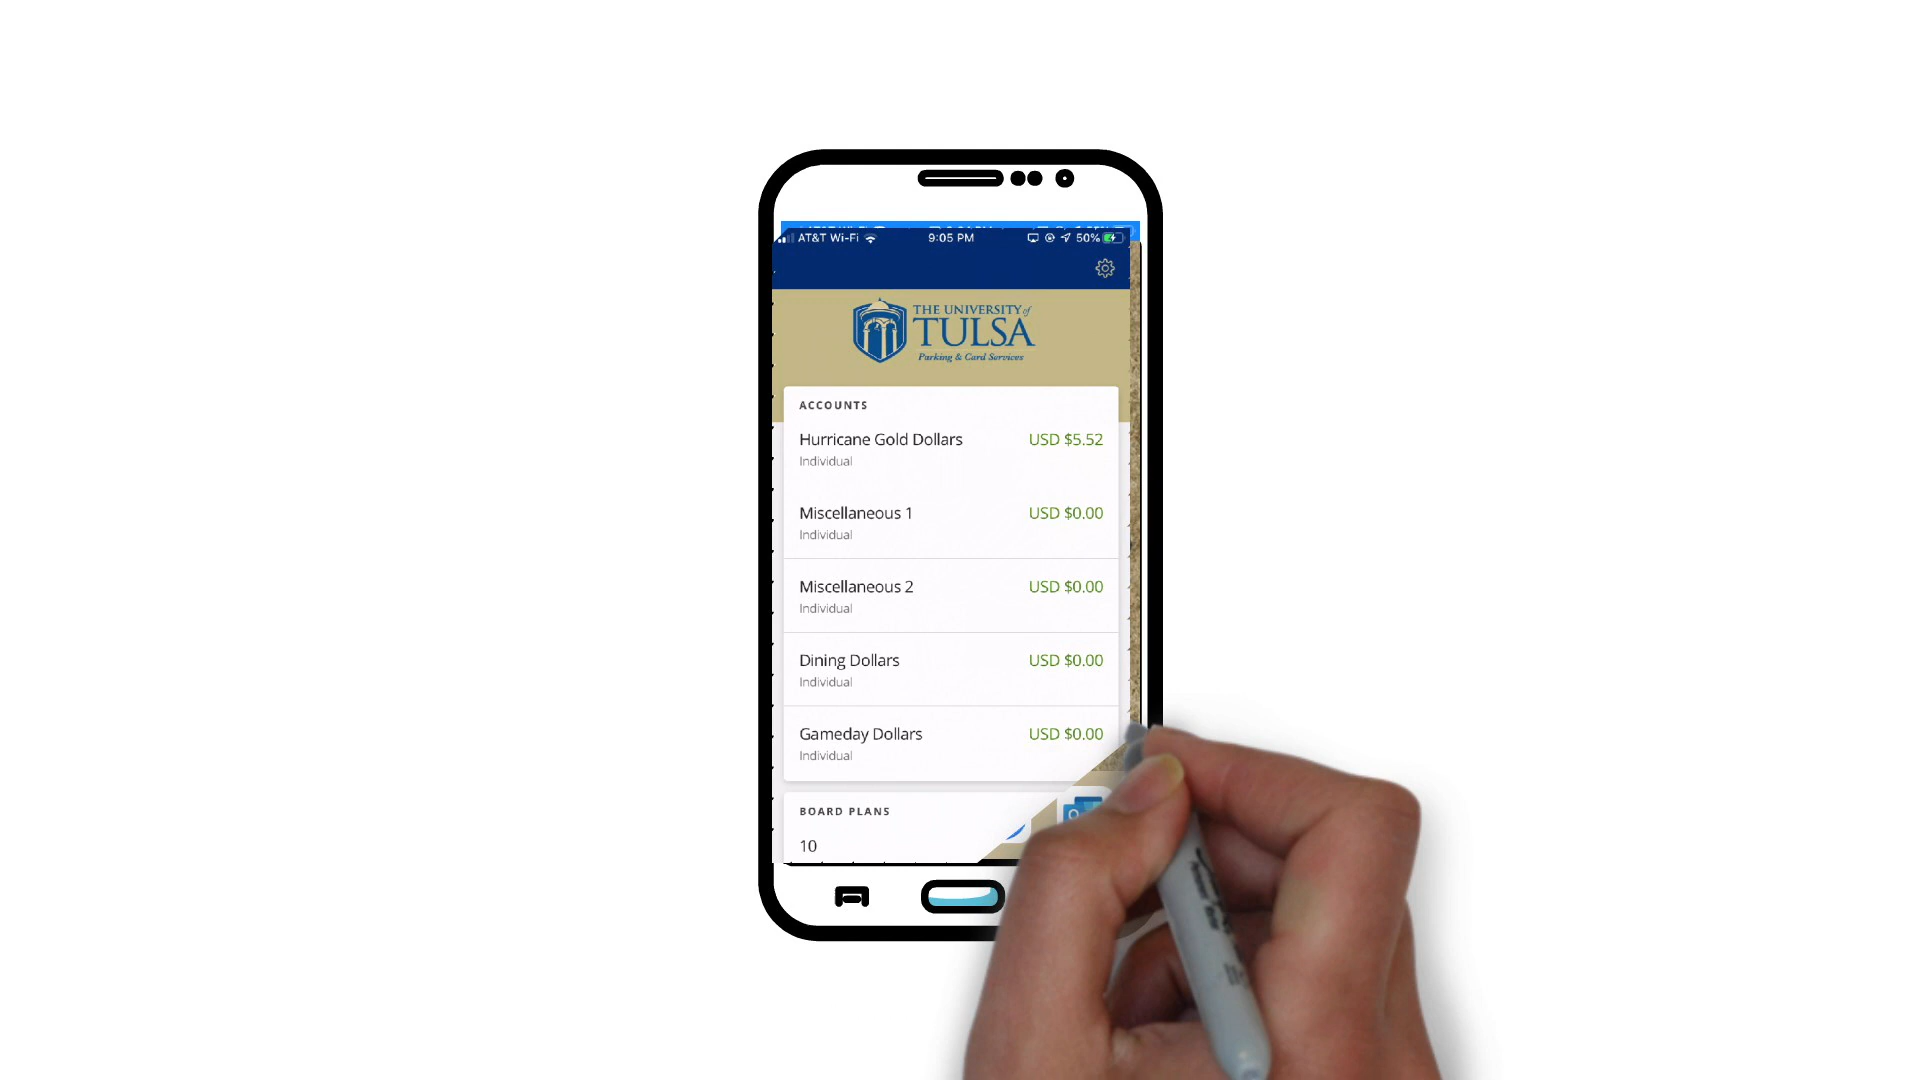 AT&T Wi-Fi 9:05 PM 50%
THE UNIVERSITY of
TULSA
Parking & Card Services
ACCOUNTS
Hurricane Gold Dollars USD $5.52
Individual
Miscellaneous 1 USD $0.00
Individual
Miscellaneous 2 USD $0.00
Individual
Dining Dollars USD $0.00
Individual
Gameday Dollars USD $0.00
Individual
BOARD PLANS
10